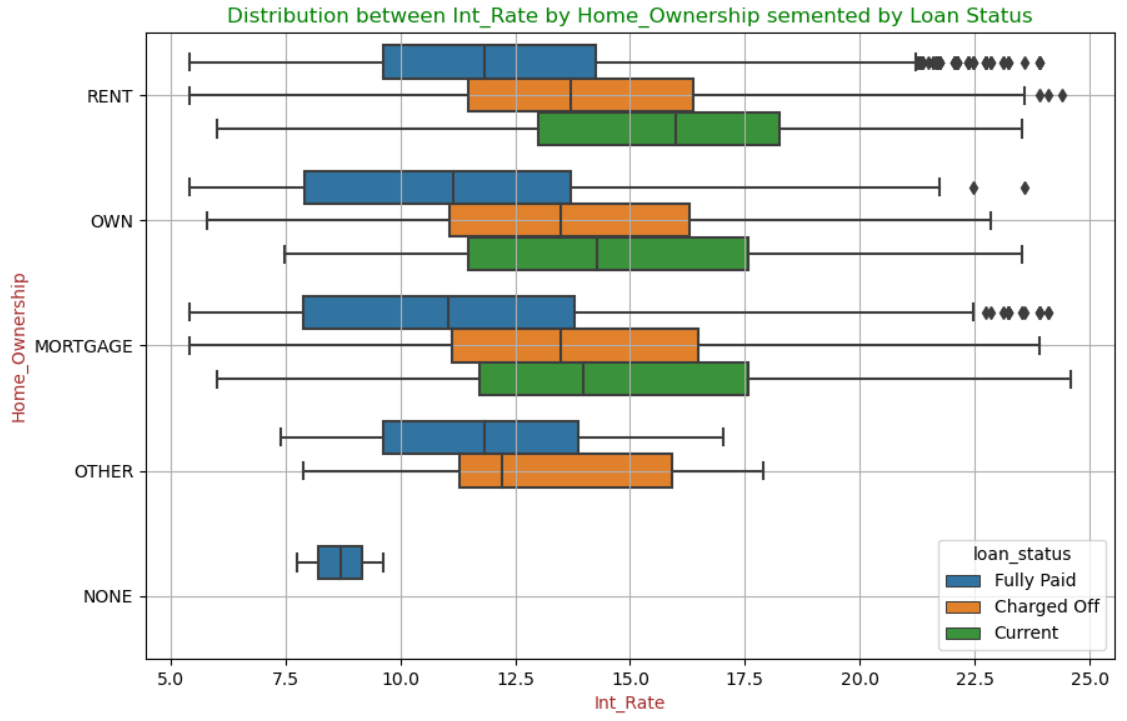 Distribution between Int_Rate by Home_Ownership semented by Loan Status
Home_Ownership
RENT
OWN
MORTGAGE
OTHER
NONE
loan_status
Fully Paid
Charged Off
Current
5.0 7.5 10.0 12.5 15.0 17.5 20.0 22.5 25.0
Int_Rate